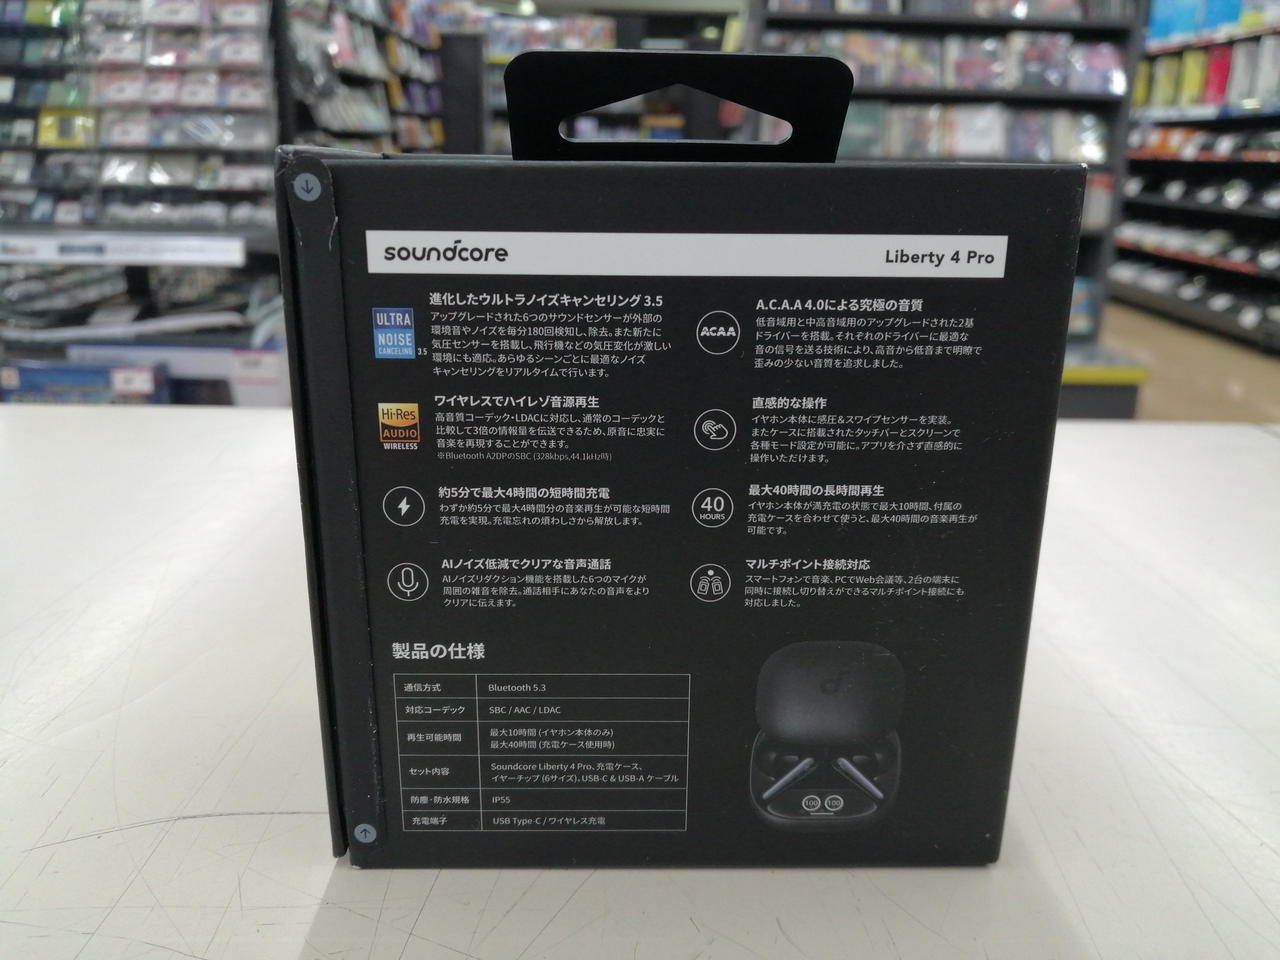 soundcore
Liberty 4 Pro
ULTRA
NOISE
CANCELING 3.5
進化したウルトラノイズキャンセリング 3.5
アップグレードされた6つのサウンドセンサーが外部の
環境音やノイズを毎分180回検知し、除去。また新たに
気圧センサーを搭載し、飛行機などの気圧変化が激しい
環境にも適応。あらゆるシーンごとに最適なノイズ
キャンセリングをリアルタイムで行います。
Hi-Res
AUDIO
WIRELESS
ワイヤレスでハイレゾ音源再生
高音質コーデック・LDACに対応し、通常のコーデックと
比較して3倍の情報量を伝送できるため、原音に忠実に
音楽を再現することができます。
※Bluetooth A2DPのSBC (328kbps,44.1kHz時)
約5分で最大4時間の短時間充電
わずか約5分で最大4時間分の音楽再生が可能な短時間
充電を実現。充電忘れの煩わしさから解放します。
AIノイズ低減でクリアな音声通話
AIノイズリダクション機能を搭載した6つのマイクが
周囲の雑音を除去。通話相手にあなたの音声をより
クリアに伝えます。
ACAA
A.C.A.A 4.0による究極の音質
低音域用と中高音域用のアップグレードされた2基
ドライバーを搭載。それぞれのドライバーに最適な
音の信号を送る技術により、高音から低音まで明瞭で
歪みの少ない音質を追求しました。
直感的な操作
イヤホン本体に感圧&スワイプセンサーを実装。
またケースに搭載されたタッチバーとスクリーンで
各種モード設定が可能に。アプリを介さず直感的に
操作いただけます。
40
HOURS
最大40時間の長時間再生
イヤホン本体が満充電の状態で最大10時間、付属の
充電ケースを合わせて使うと、最大40時間の音楽再生が
可能です。
マルチポイント接続対応
スマートフォンで音楽、PCでWeb会議等、2台の端末に
同時に接続し切り替えができるマルチポイント接続にも
対応しました。
製品の仕様
通信方式 Bluetooth 5.3
対応コーデック SBC / AAC / LDAC
再生可能時間 最大10時間 (イヤホン本体のみ)
最大40時間 (充電ケース使用時)
セット内容 Soundcore Liberty 4 Pro、充電ケース、
イヤーチップ (6サイズ)、USB-C & USB-A ケーブル
防塵・防水規格 IP55
充電端子 USB Type-C / ワイヤレス充電
100 100